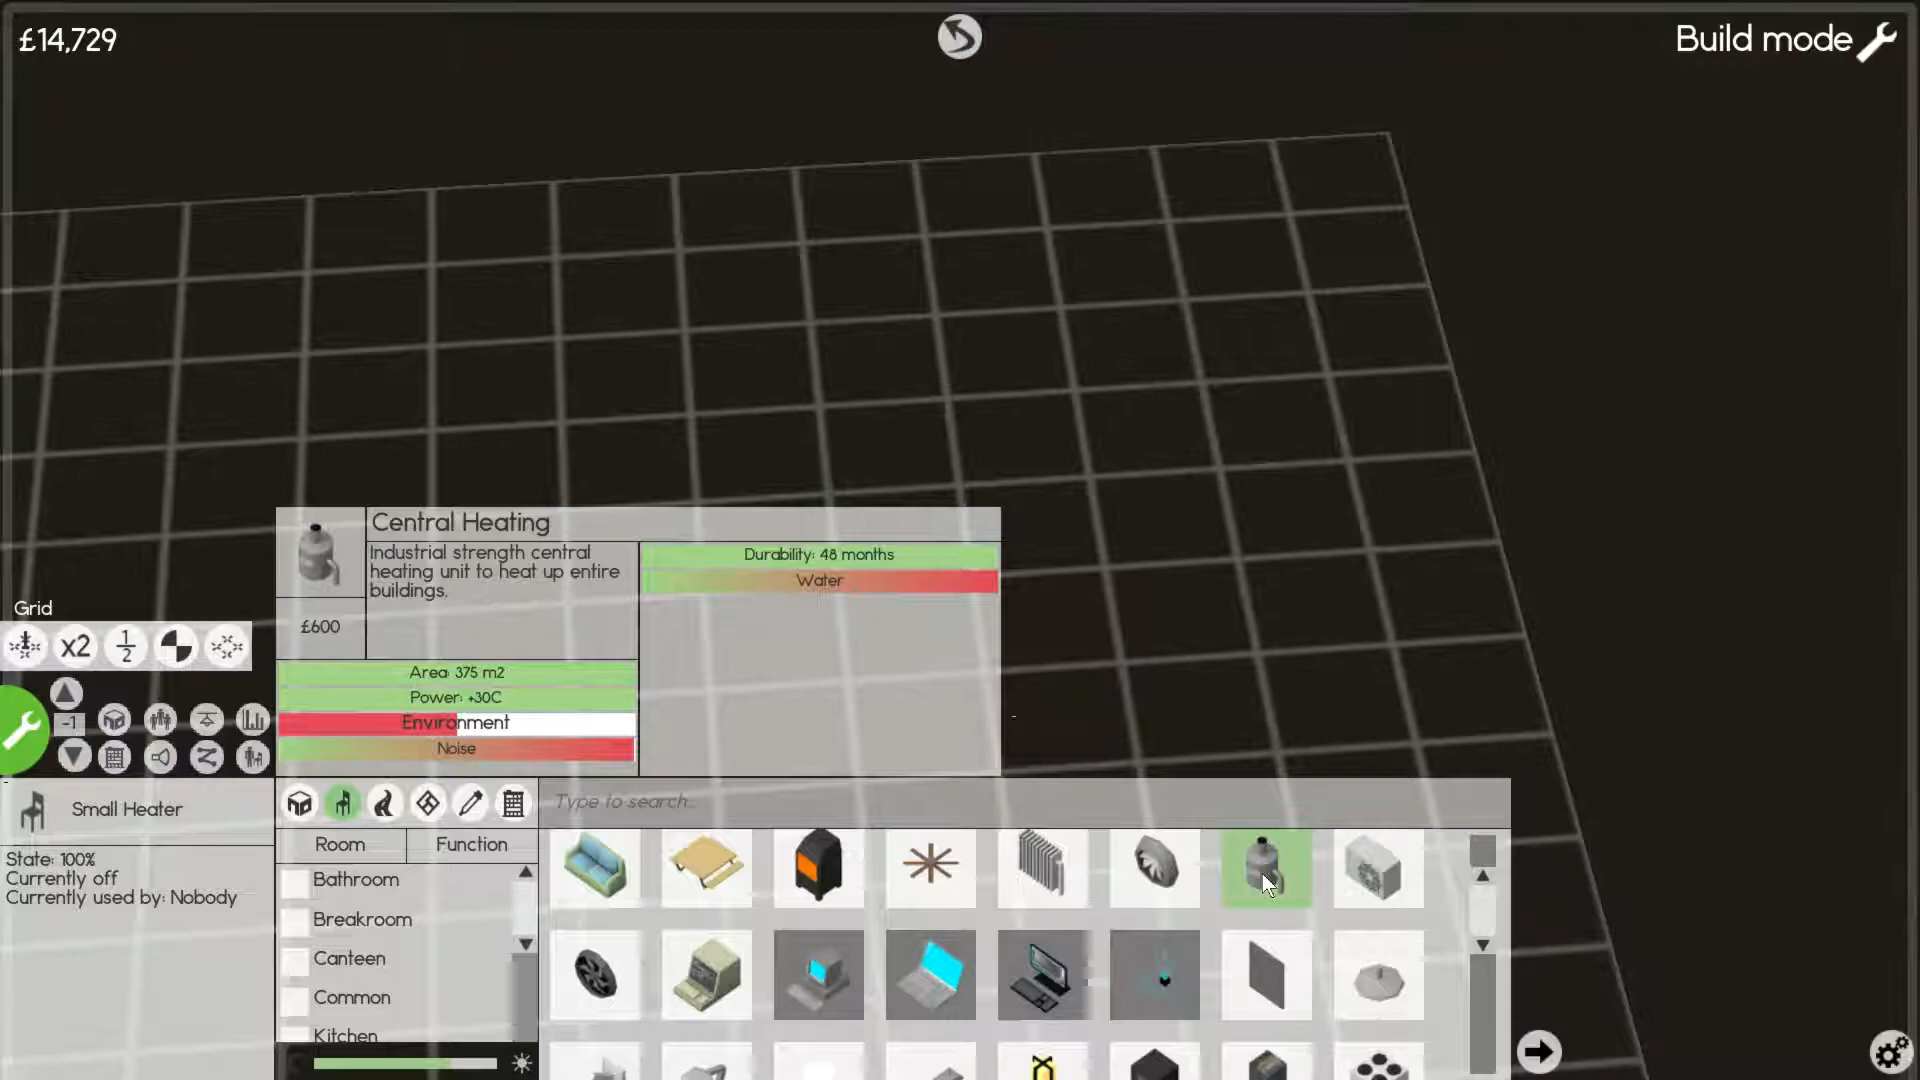 £14,729
Build mode
Central Heating
Industrial strength central
heating unit to heat up entire
buildings.
£600
Durability: 48 months
Water
Area: 375 m2
Power: +30C
Environment
Noise
Grid
x2
1/2
-1
Small Heater
State: 100%
Currently off
Currently used by: Nobody
Type to search...
Room
Function
Bathroom
Breakroom
Canteen
Common
Kitchen